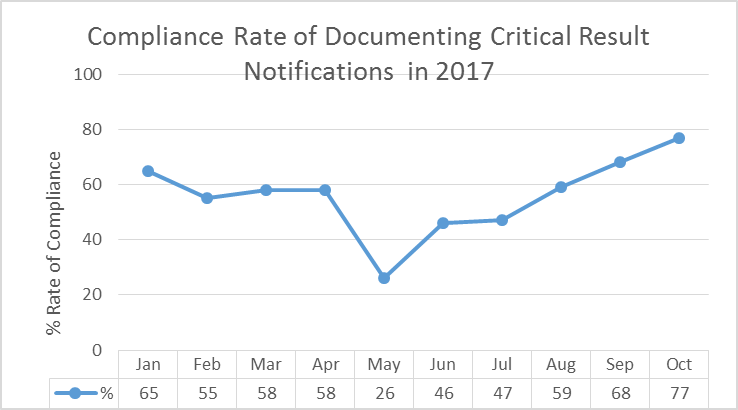 Compliance Rate of Documenting Critical Result
Notifications in 2017
% Rate of Compliance
100
80
60
40
20
0
Jan Feb Mar Apr May Jun Jul Aug Sep Oct
% 65 55 58 58 26 46 47 59 68 77